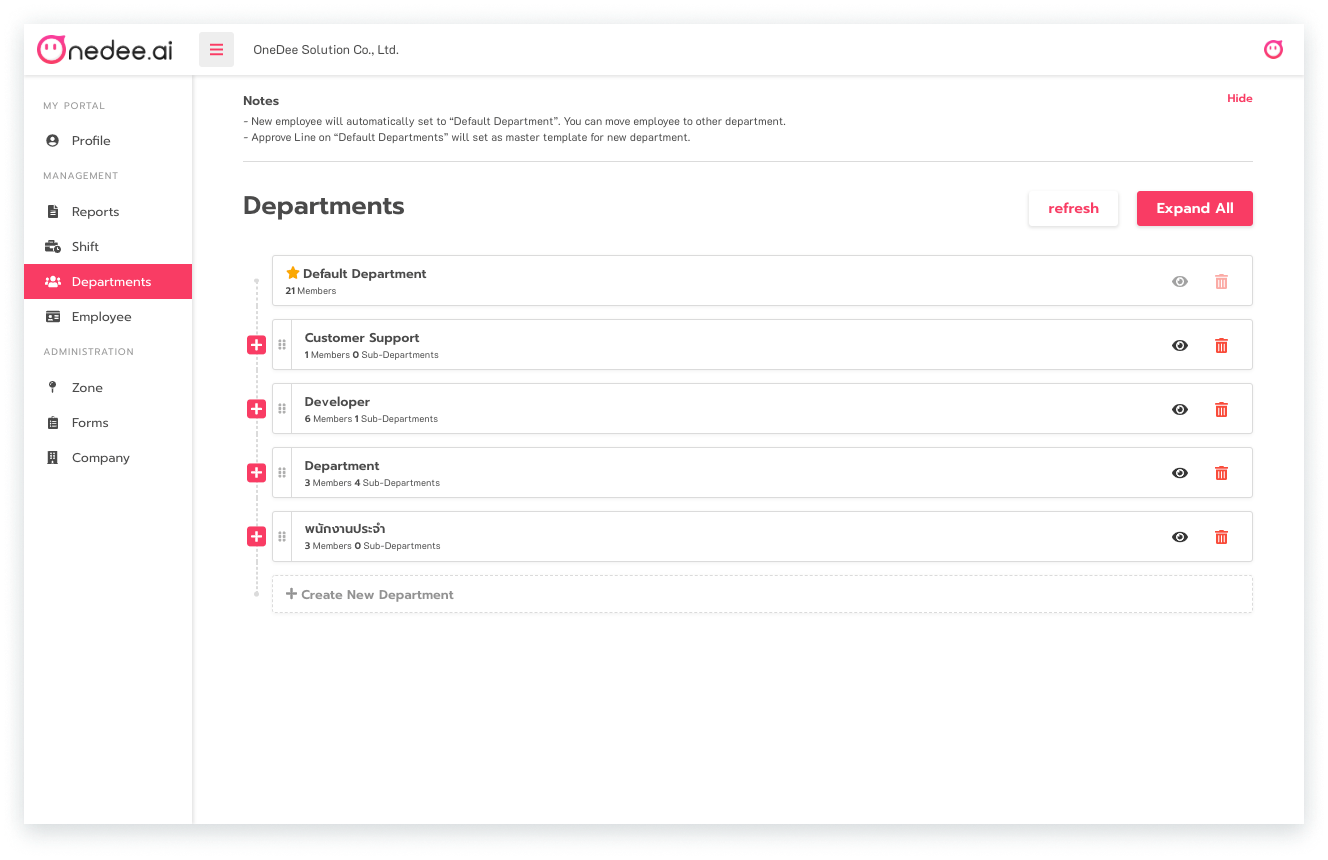 Onedee.ai
OneDee Solution Co., Ltd.
MY PORTAL
Profile
MANAGEMENT
Reports
Shift
Departments
Employee
ADMINISTRATION
Zone
Forms
Company
Notes
Hide
- New employee will automatically set to “Default Department”. You can move employee to other department.
- Approve Line on “Default Departments” will set as master template for new department.
Departments
refresh
Expand All
Default Department
21 Members
Customer Support
1 Members 0 Sub-Departments
Developer
6 Members 1 Sub-Departments
Department
3 Members 4 Sub-Departments
พนักงานประจำ
3 Members 0 Sub-Departments
Create New Department